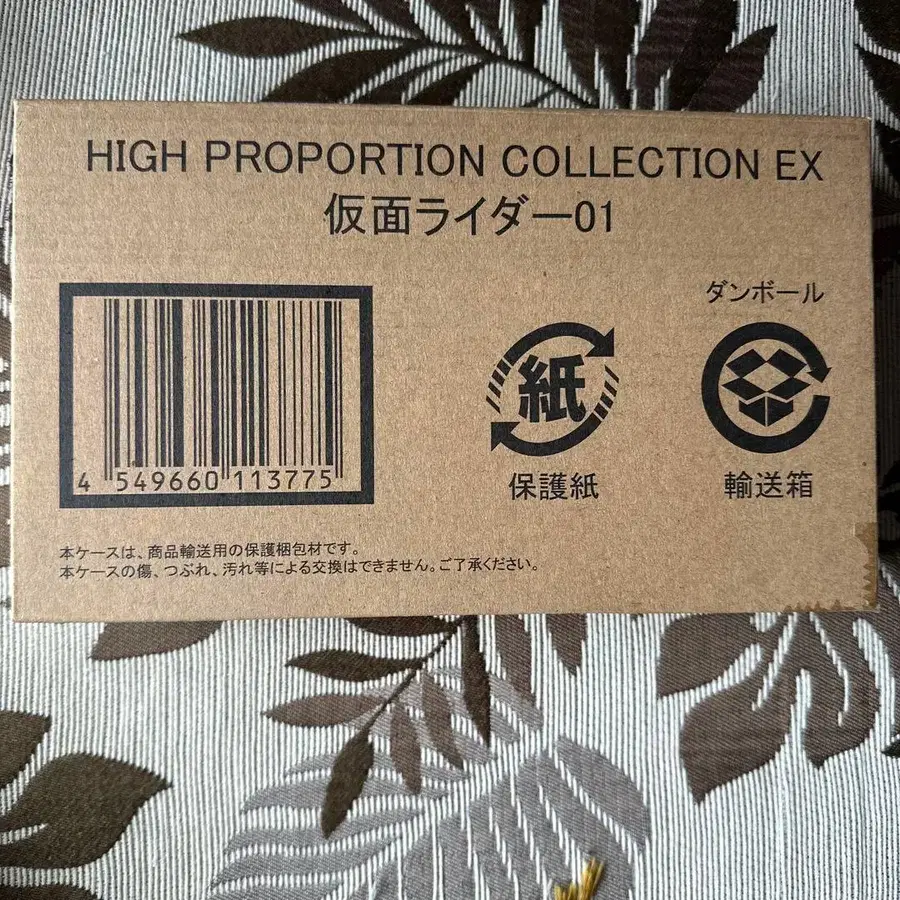 HIGH PROPORTION COLLECTION EX
仮面ライダー01
4 549660 113775
紙
保護紙
ダンボール
輸送箱
本ケースは、商品輸送用の保護梱包材です。
本ケースの傷、つぶれ、汚れ等による交換はできません。ご了承ください。